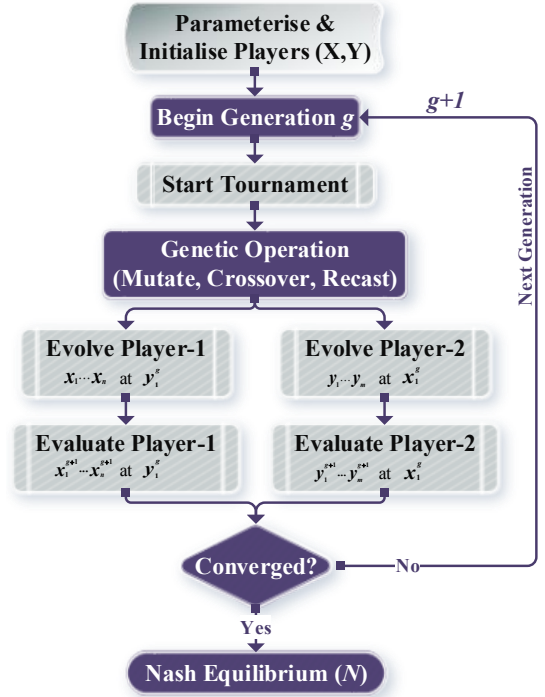 Parameterise &
Initialise Players (X,Y)
g+1
Begin Generation g
Start Tournament
Next Generation
Genetic Operation
(Mutate, Crossover, Recast)
Evolve Player-1
x₁...xₙ at y₁ᵍ
Evolve Player-2
y₁...yₘ at x₁ᵍ
Evaluate Player-1
x₁ᵍ⁺¹...xₙᵍ⁺¹ at y₁ᵍ
Evaluate Player-2
y₁ᵍ⁺¹...yₘᵍ⁺¹ at x₁ᵍ
Converged?
No
Yes
Nash Equilibrium (N)